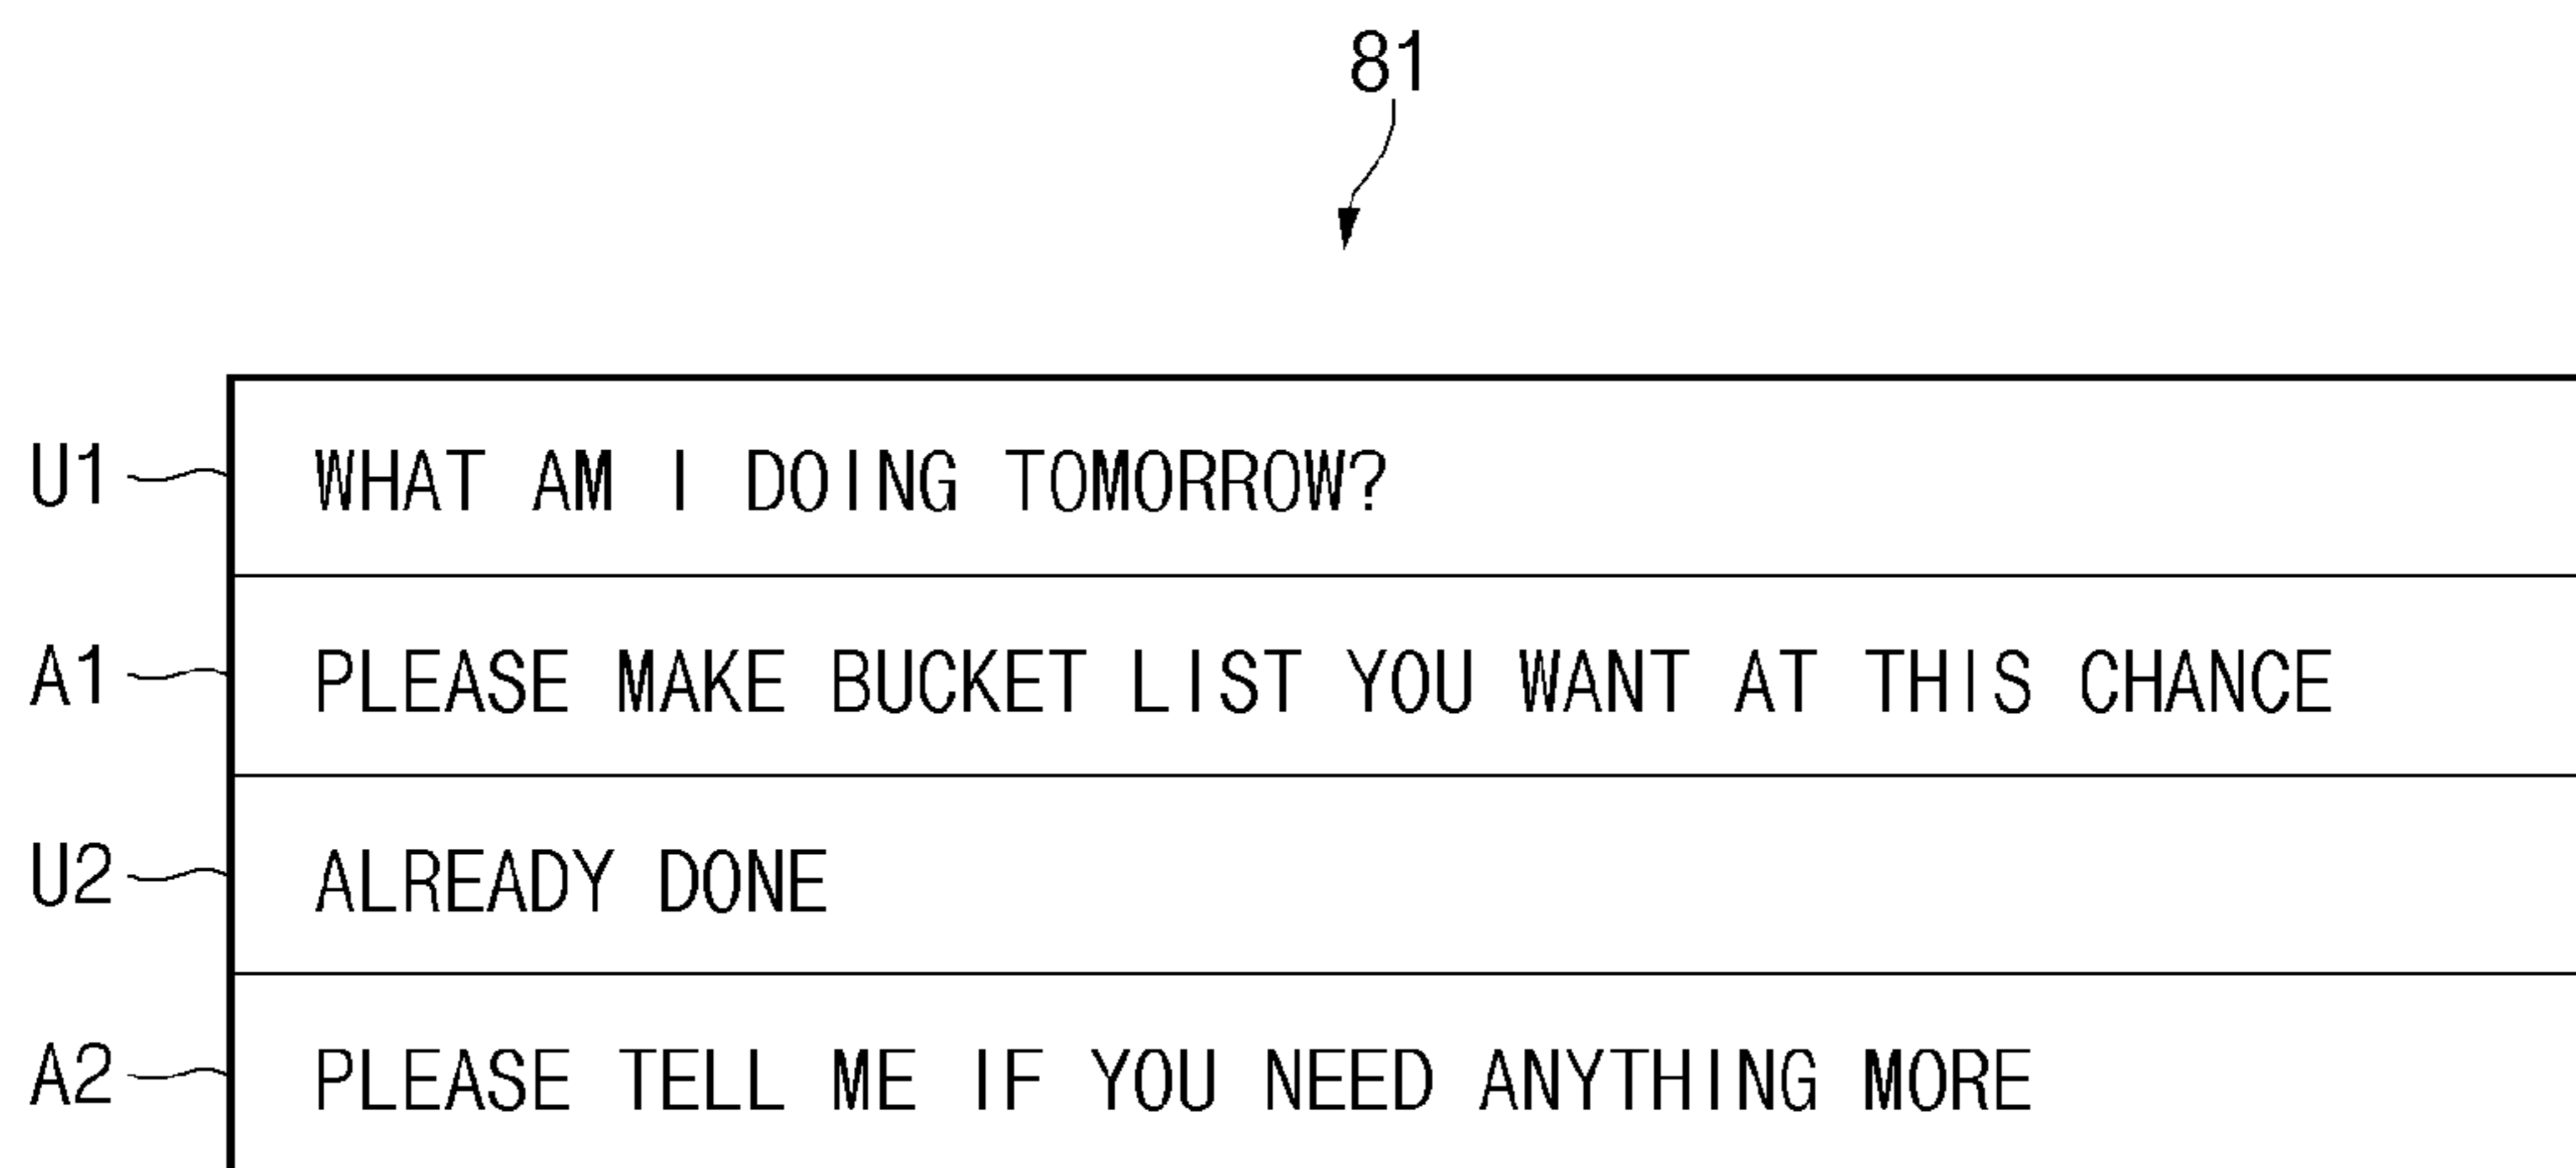 81
U1 WHAT AM I DOING TOMORROW?
A1 PLEASE MAKE BUCKET LIST YOU WANT AT THIS CHANCE
U2 ALREADY DONE
A2 PLEASE TELL ME IF YOU NEED ANYTHING MORE